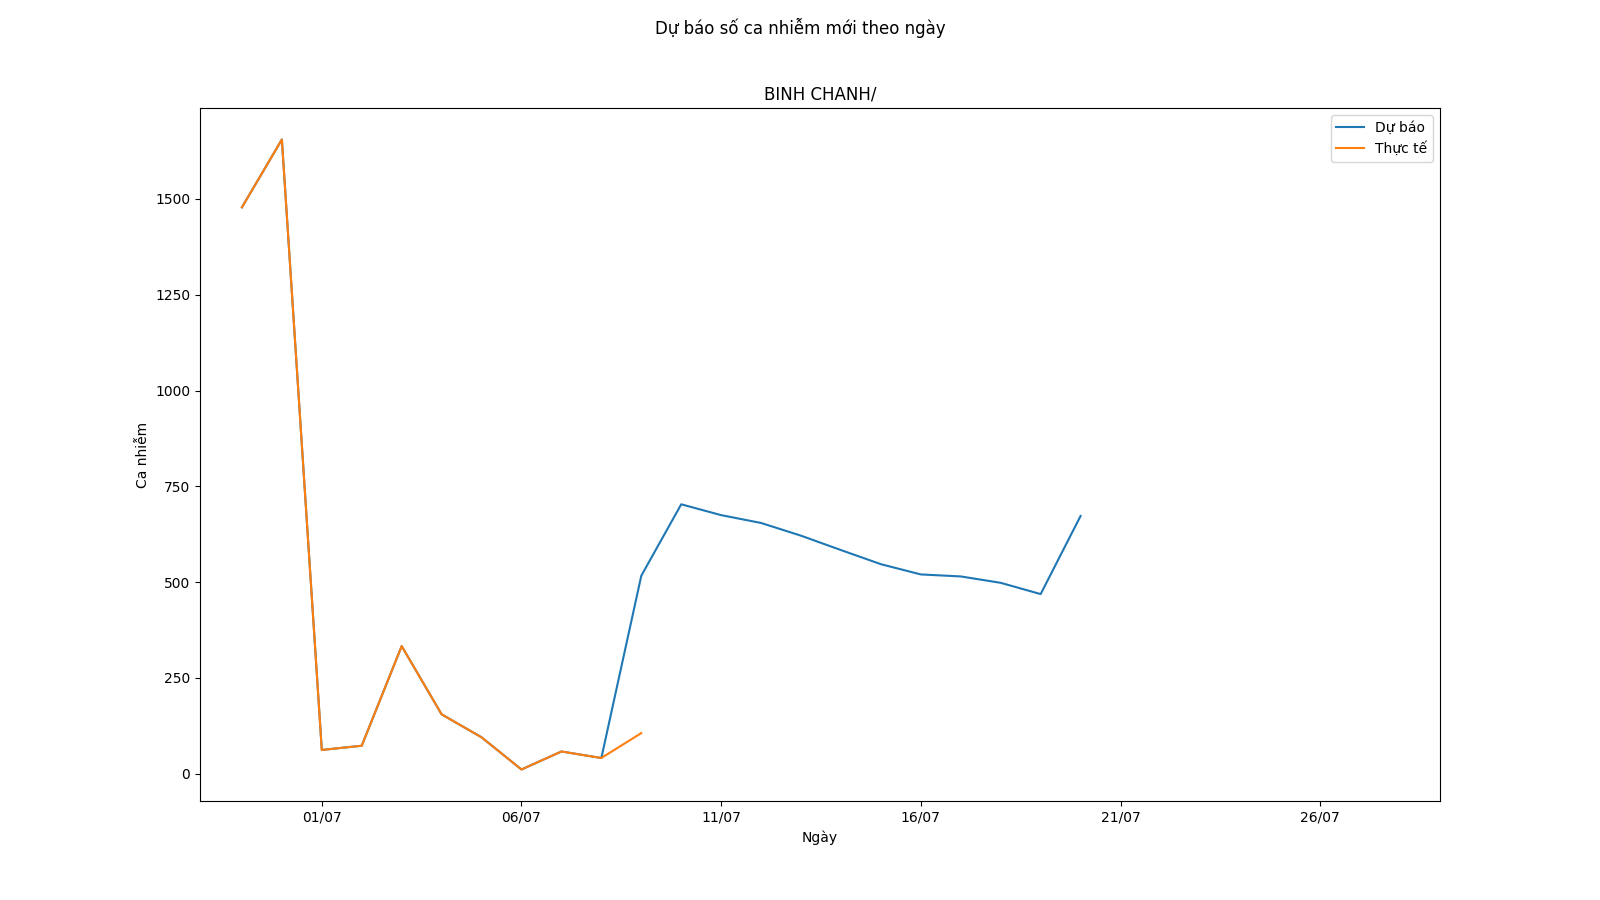 Dự báo số ca nhiễm mới theo ngày
BINH CHANH/
Dự báo
Thực tế
1500
1250
1000
750
500
250
0
Ca nhiễm
01/07
06/07
11/07
16/07
21/07
26/07
Ngày